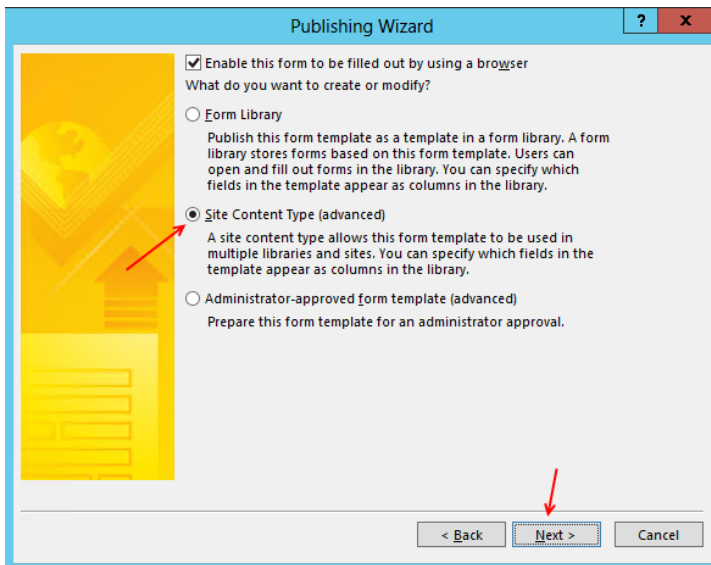 Publishing Wizard
?
x
Enable this form to be filled out by using a browser
What do you want to create or modify?
Form Library
Publish this form template as a template in a form library. A form
library stores forms based on this form template. Users can
open and fill out forms in the library. You can specify which
fields in the template appear as columns in the library.
Site Content Type (advanced)
A site content type allows this form template to be used in
multiple libraries and sites. You can specify which fields in the
template appear as columns in the library.
Administrator-approved form template (advanced)
Prepare this form template for an administrator approval.
< Back
Next >
Cancel